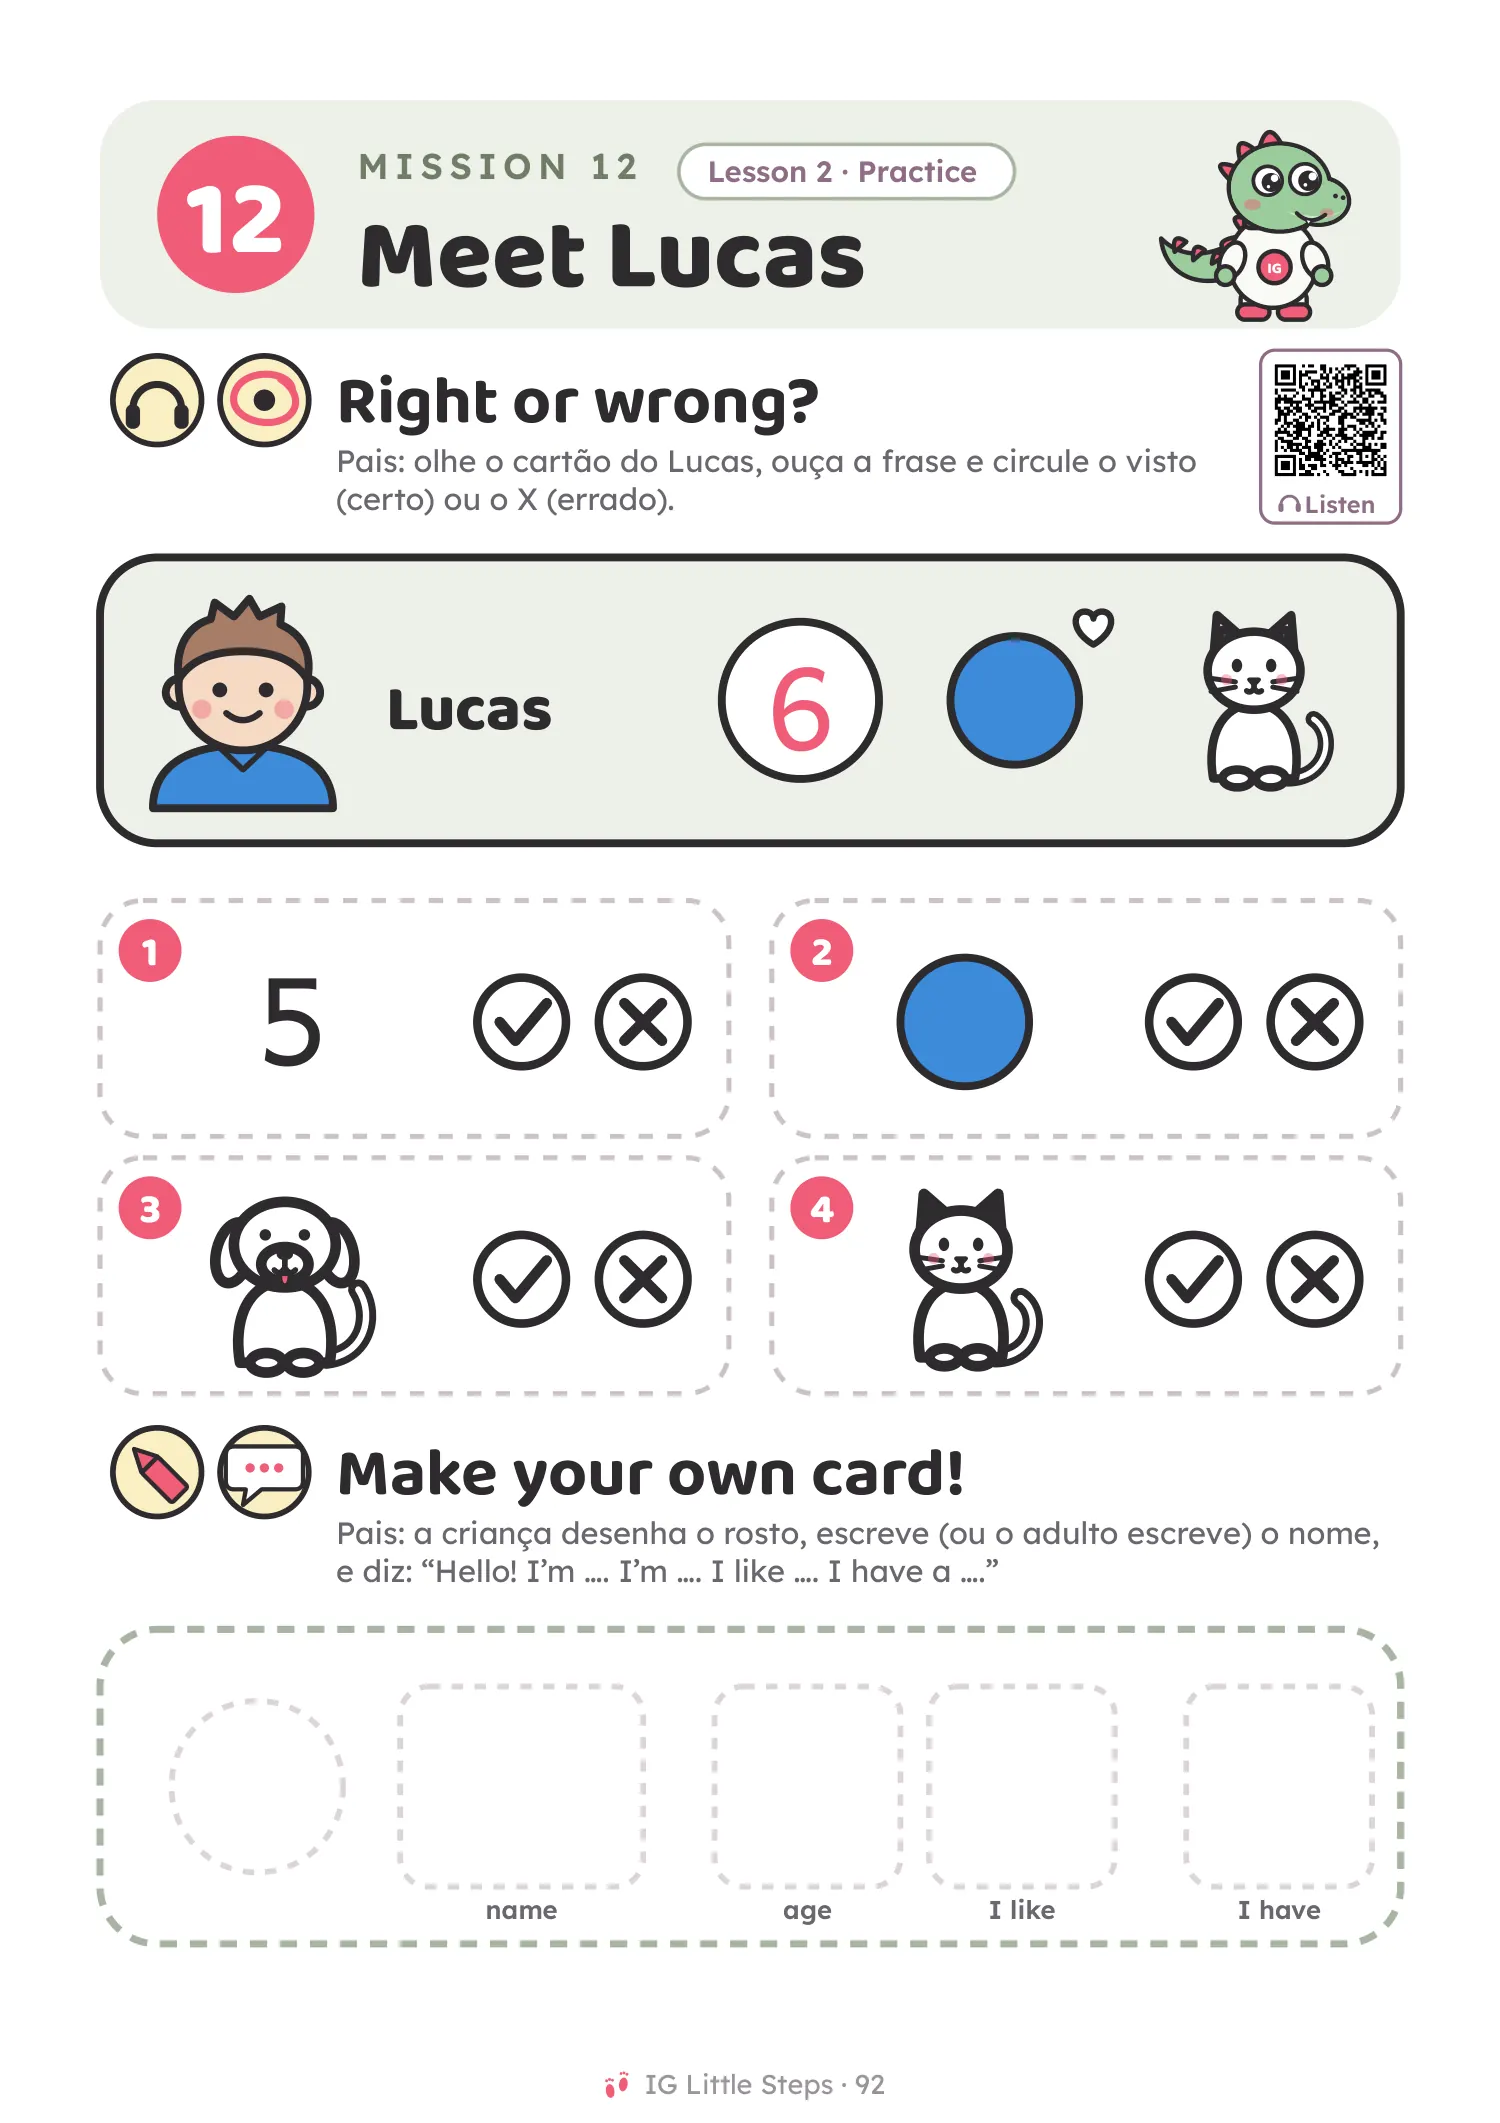 12
MISSION 12
Lesson 2 · Practice
Meet Lucas
IG
Right or wrong?
Pais: olhe o cartão do Lucas, ouça a frase e circule o visto
(certo) ou o X (errado).
Listen
Lucas
6
1
5
2
3
4
Make your own card!
Pais: a criança desenha o rosto, escreve (ou o adulto escreve) o nome,
e diz: “Hello! I’m .... I’m .... I like .... I have a ....”
name
age
I like
I have
IG Little Steps · 92